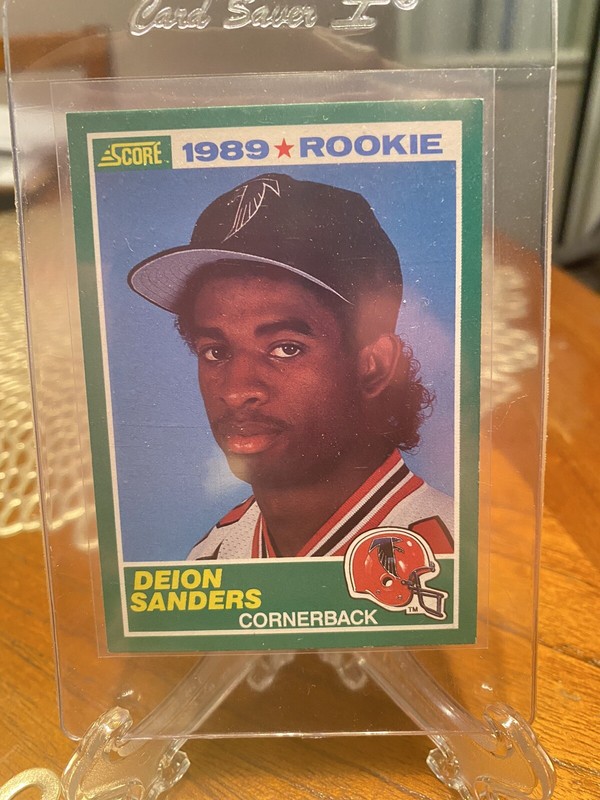 Card Saver I®
SCORE
1989 ★ ROOKIE
DEION
SANDERS
CORNERBACK
TM